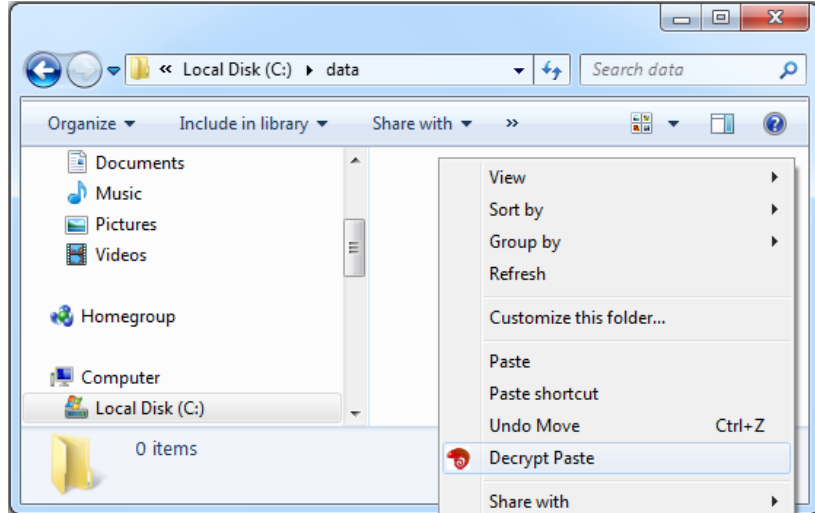 « Local Disk (C:) ▸ data
Search data
Organize ▾ Include in library ▾ Share with ▾ »
Documents
Music
Pictures
Videos
Homegroup
Computer
Local Disk (C:)
0 items
View
Sort by
Group by
Refresh
Customize this folder...
Paste
Paste shortcut
Undo Move Ctrl+Z
Decrypt Paste
Share with